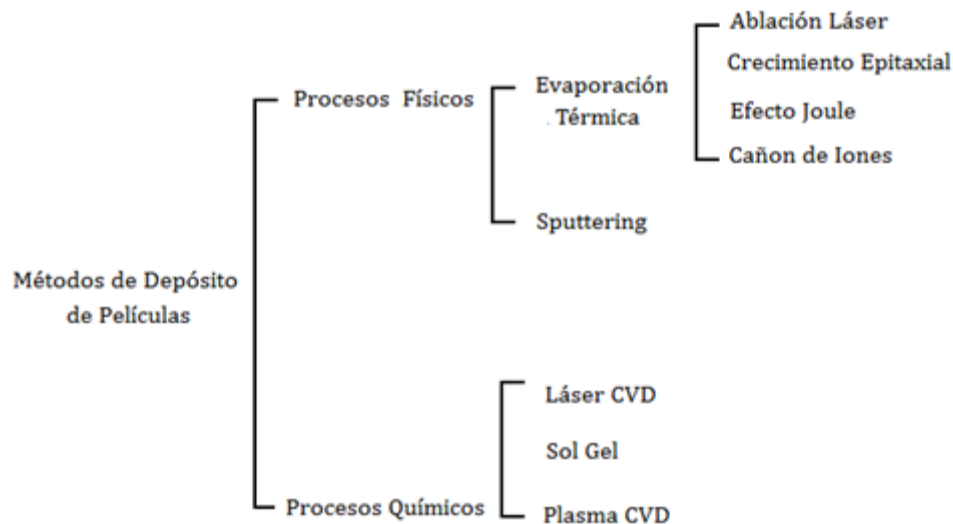 Métodos de Depósito
de Películas
Procesos Físicos
Evaporación
Térmica
Ablación Láser
Crecimiento Epitaxial
Efecto Joule
Cañon de Iones
Sputtering
Procesos Químicos
Láser CVD
Sol Gel
Plasma CVD